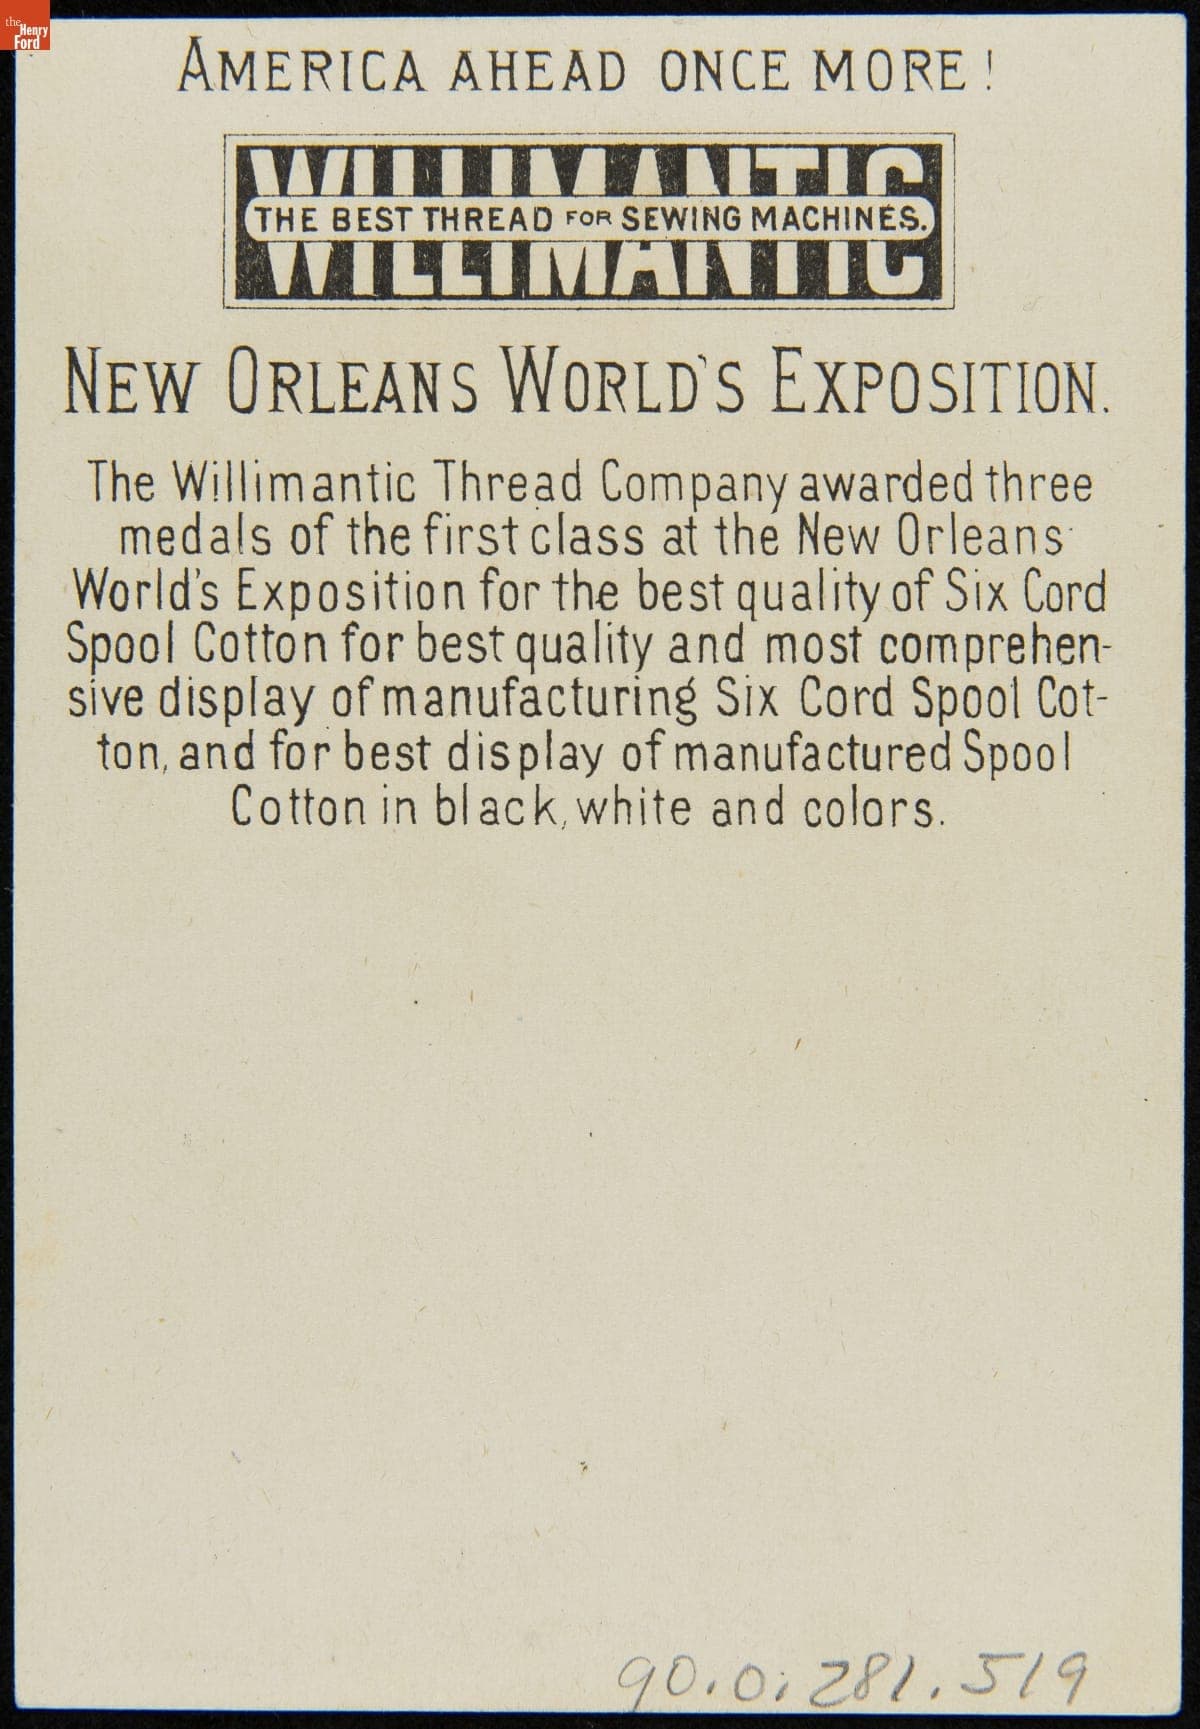 the
Henry
Ford
AMERICA AHEAD ONCE MORE!
WILLIMANTIC
THE BEST THREAD FOR SEWING MACHINES.
NEW ORLEANS WORLD'S EXPOSITION.
The Willimantic Thread Company awarded three
medals of the first class at the New Orleans
World's Exposition for the best quality of Six Cord
Spool Cotton for best quality and most comprehen-
sive display of manufacturing Six Cord Spool Cot-
ton, and for best display of manufactured Spool
Cotton in black, white and colors.
90.0.281.519